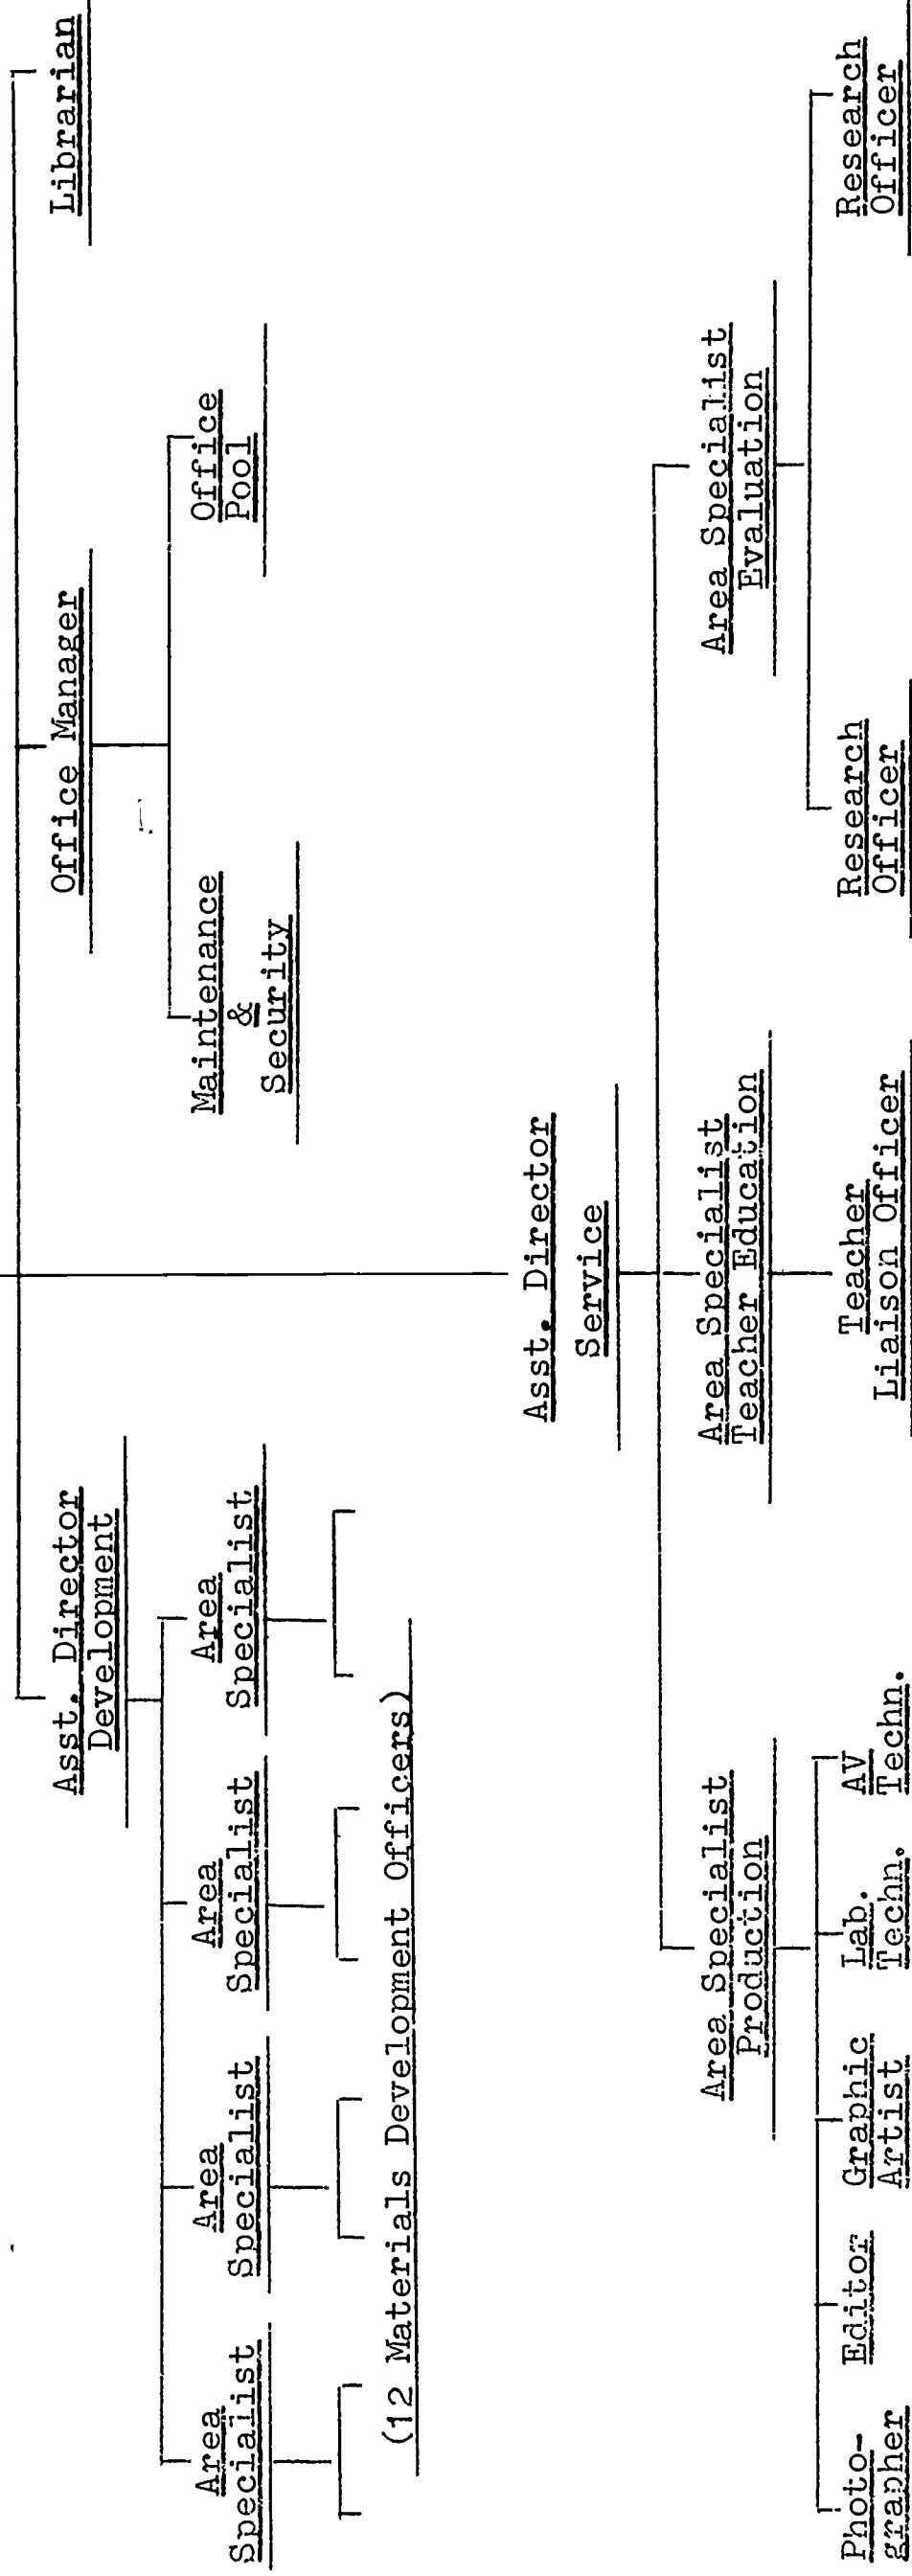 Asst. Director
Development
Office Manager
Librarian
Area
Specialist
Area
Specialist
Area
Specialist
Area
Specialist
Maintenance
&
Security
Office
Pool
(12 Materials Development Officers)
Asst. Director
Service
Area Specialist
Production
Area Specialist
Teacher Education
Area Specialist
Evaluation
Photo-
grapher
Editor
Graphic
Artist
Lab.
Techn.
AV
Techn.
Teacher
Liaison Officer
Research
Officer
Research
Officer